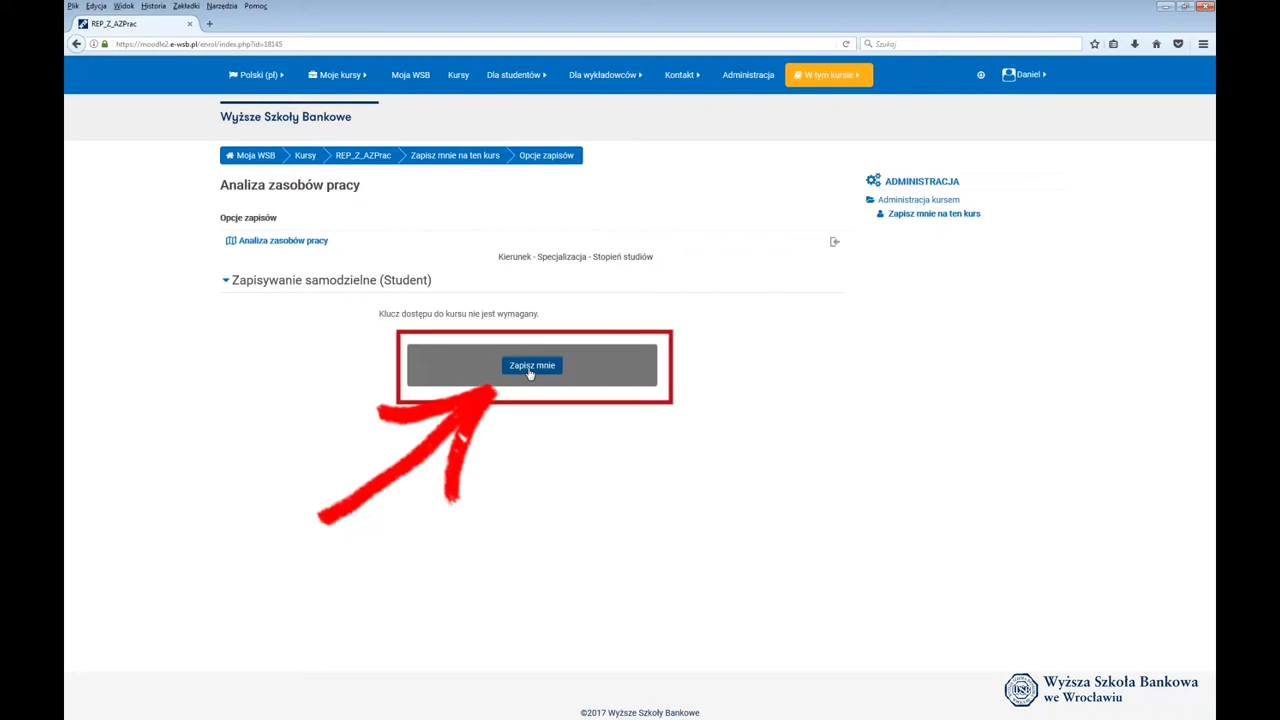 Plik Edycja Widok Historia Zakładki Narzędzia Pomoc
REP_Z_AZPrac
https://moodle2.e-wsb.pl/enrol/index.php?id=18145
Szukaj
Polski (pl) Moje kursy Moja WSB Kursy Dla studentów Dla wykładowców Kontakt Administracja W tym kursie Daniel
Wyższe Szkoły Bankowe
Moja WSB Kursy REP_Z_AZPrac Zapisz mnie na ten kurs Opcje zapisów
Analiza zasobów pracy
ADMINISTRACJA
Administracja kursem
Zapisz mnie na ten kurs
Opcje zapisów
Analiza zasobów pracy
Kierunek - Specjalizacja - Stopień studiów
Zapisywanie samodzielne (Student)
Klucz dostępu do kursu nie jest wymagany.
Zapisz mnie
Wyższa Szkoła Bankowa
we Wrocławiu
©2017 Wyższe Szkoły Bankowe